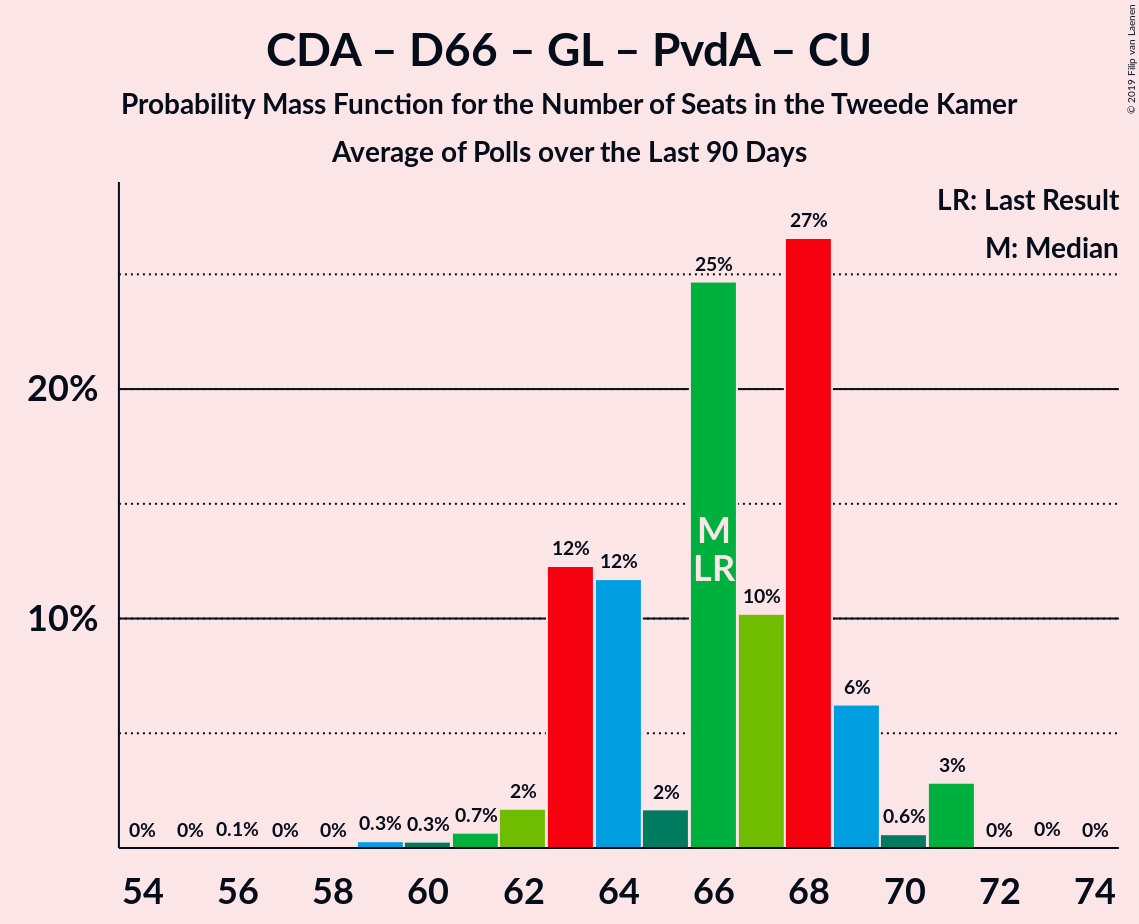 CDA – D66 – GL – PvdA – CU
Probability Mass Function for the Number of Seats in the Tweede Kamer
Average of Polls over the Last 90 Days
© 2019 Filip van Laenen
LR: Last Result
M: Median
20%
10%
0%
0%
0.1%
0%
0%
0.3%
0.3%
0.7%
2%
12%
12%
2%
25%
10%
27%
6%
0.6%
3%
0%
0%
0%
M
LR
54 56 58 60 62 64 66 68 70 72 74